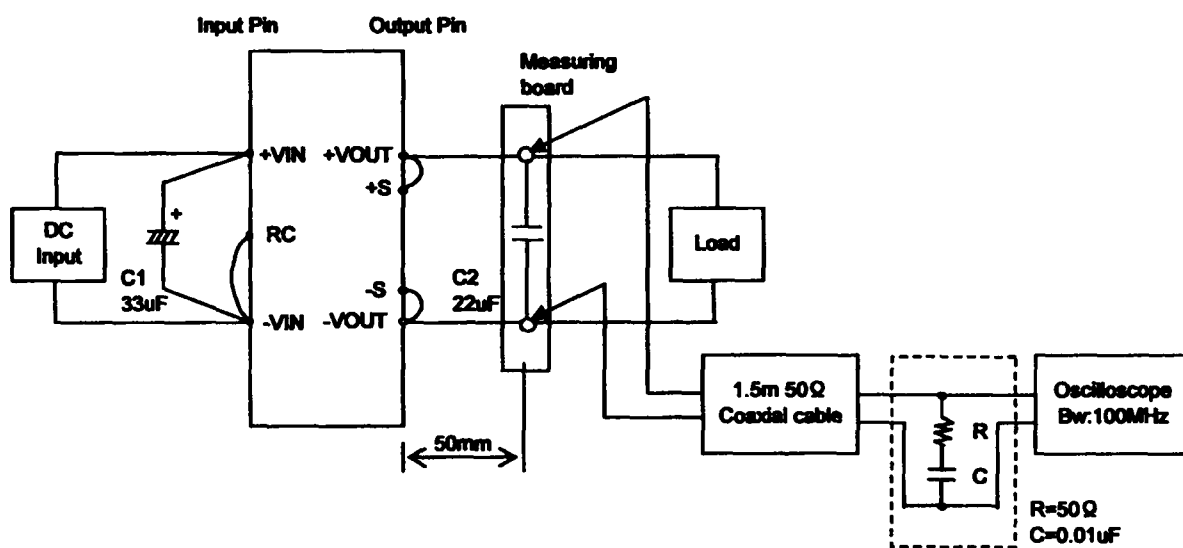 Input Pin
Output Pin
Measuring
board
+VIN
+VOUT
+S
DC
Input
+
RC
Load
C1
33uF
C2
22uF
-S
-VIN
-VOUT
50mm
1.5m 50Ω
Coaxial cable
R
C
Oscilloscope
Bw:100MHz
R=50Ω
C=0.01uF